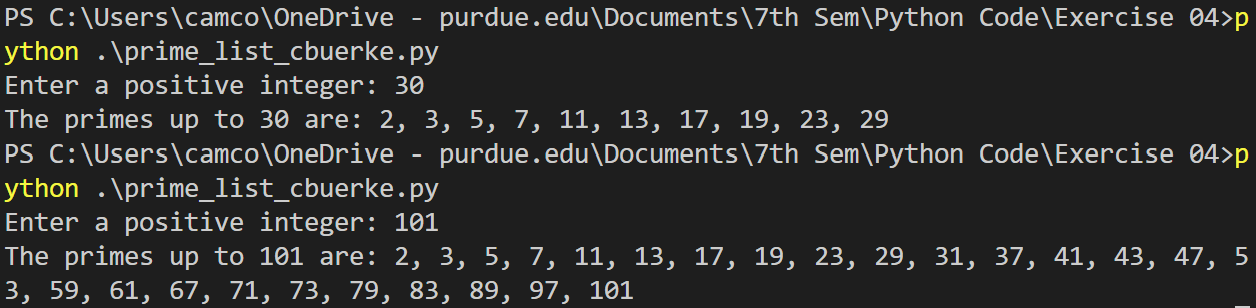 PS C:\Users\camco\OneDrive - purdue.edu\Documents\7th Sem\Python Code\Exercise 04>p
ython .\prime_list_cbuerke.py
Enter a positive integer: 30
The primes up to 30 are: 2, 3, 5, 7, 11, 13, 17, 19, 23, 29
PS C:\Users\camco\OneDrive - purdue.edu\Documents\7th Sem\Python Code\Exercise 04>p
ython .\prime_list_cbuerke.py
Enter a positive integer: 101
The primes up to 101 are: 2, 3, 5, 7, 11, 13, 17, 19, 23, 29, 31, 37, 41, 43, 47, 5
3, 59, 61, 67, 71, 73, 79, 83, 89, 97, 101